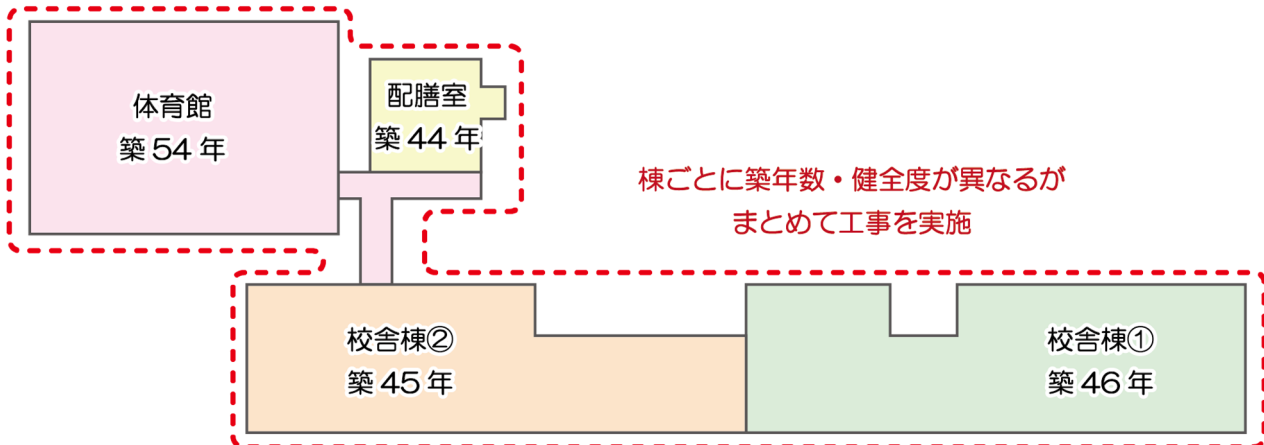 体育館
築 54 年
配膳室
築 44 年
棟ごとに築年数・健全度が異なるが
まとめて工事を実施
校舎棟②
築 45 年
校舎棟①
築 46 年